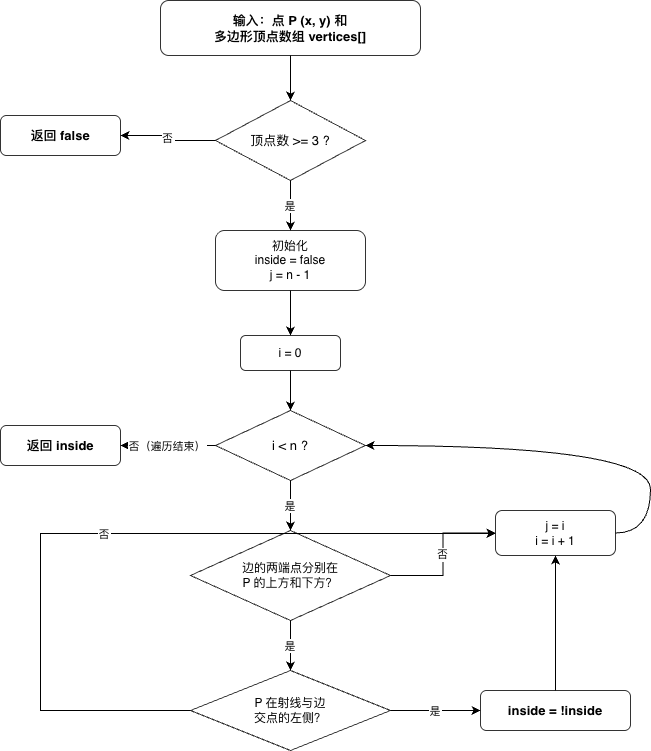 输入：点 P (x, y) 和
多边形顶点数组 vertices[]
返回 false
否
顶点数 >= 3 ?
是
初始化
inside = false
j = n - 1
i = 0
返回 inside
否（遍历结束）
i < n ?
是
否
j = i
i = i + 1
边的两端点分别在
P 的上方和下方?
否
是
P 在射线与边
交点的左侧?
是
inside = !inside